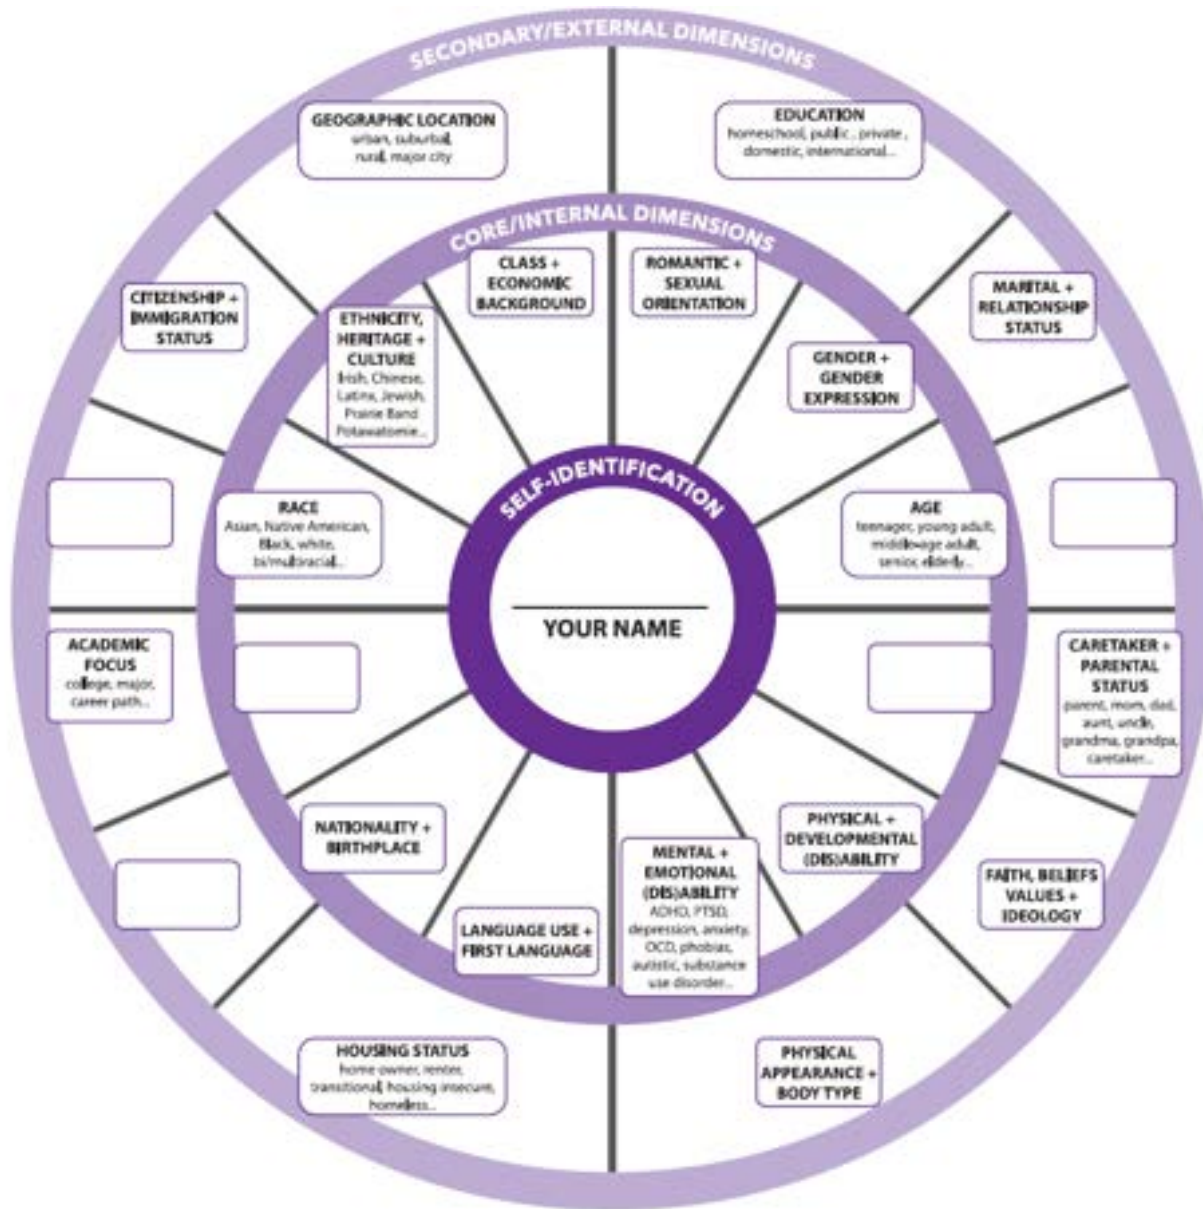 SECONDARY/EXTERNAL DIMENSIONS
GEOGRAPHIC LOCATION
urban, suburbal,
rural, major city
EDUCATION
homeschool, public , private ,
domestic, international...
CORE/INTERNAL DIMENSIONS
CLASS +
ECONOMIC
BACKGROUND
ROMANTIC +
SEXUAL
ORIENTATION
CITIZENSHIP +
IMMIGRATION
STATUS
ETHNICITY,
HERITAGE +
CULTURE
Irish, Chinese,
Latinx, Jewish,
Prairie Band
Potawatomie...
GENDER +
GENDER
EXPRESSION
MARITAL +
RELATIONSHIP
STATUS
SELF-IDENTIFICATION
RACE
Asian, Native American,
Black, white,
bi/multiracial...
AGE
teenager, young adult,
middle-age adult,
senior, elderly...
YOUR NAME
ACADEMIC
FOCUS
college, major,
career path...
CARETAKER +
PARENTAL
STATUS
parent, mom, dad,
aunt, uncle,
grandma, grandpa,
caretaker...
NATIONALITY +
BIRTHPLACE
PHYSICAL +
DEVELOPMENTAL
(DIS)ABILITY
LANGUAGE USE +
FIRST LANGUAGE
MENTAL +
EMOTIONAL
(DIS)ABILITY
ADHD, PTSD,
depression, anxiety,
OCD, phobias,
autistic, substance
use disorder...
FAITH, BELIEFS
VALUES +
IDEOLOGY
HOUSING STATUS
home owner, renter,
transitional, housing insecure,
homeless...
PHYSICAL
APPEARANCE +
BODY TYPE